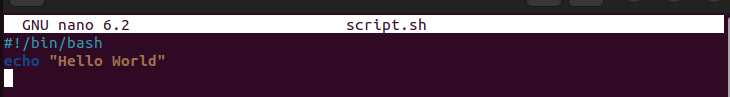 GNU nano 6.2 script.sh
#!/bin/bash
echo "Hello World"